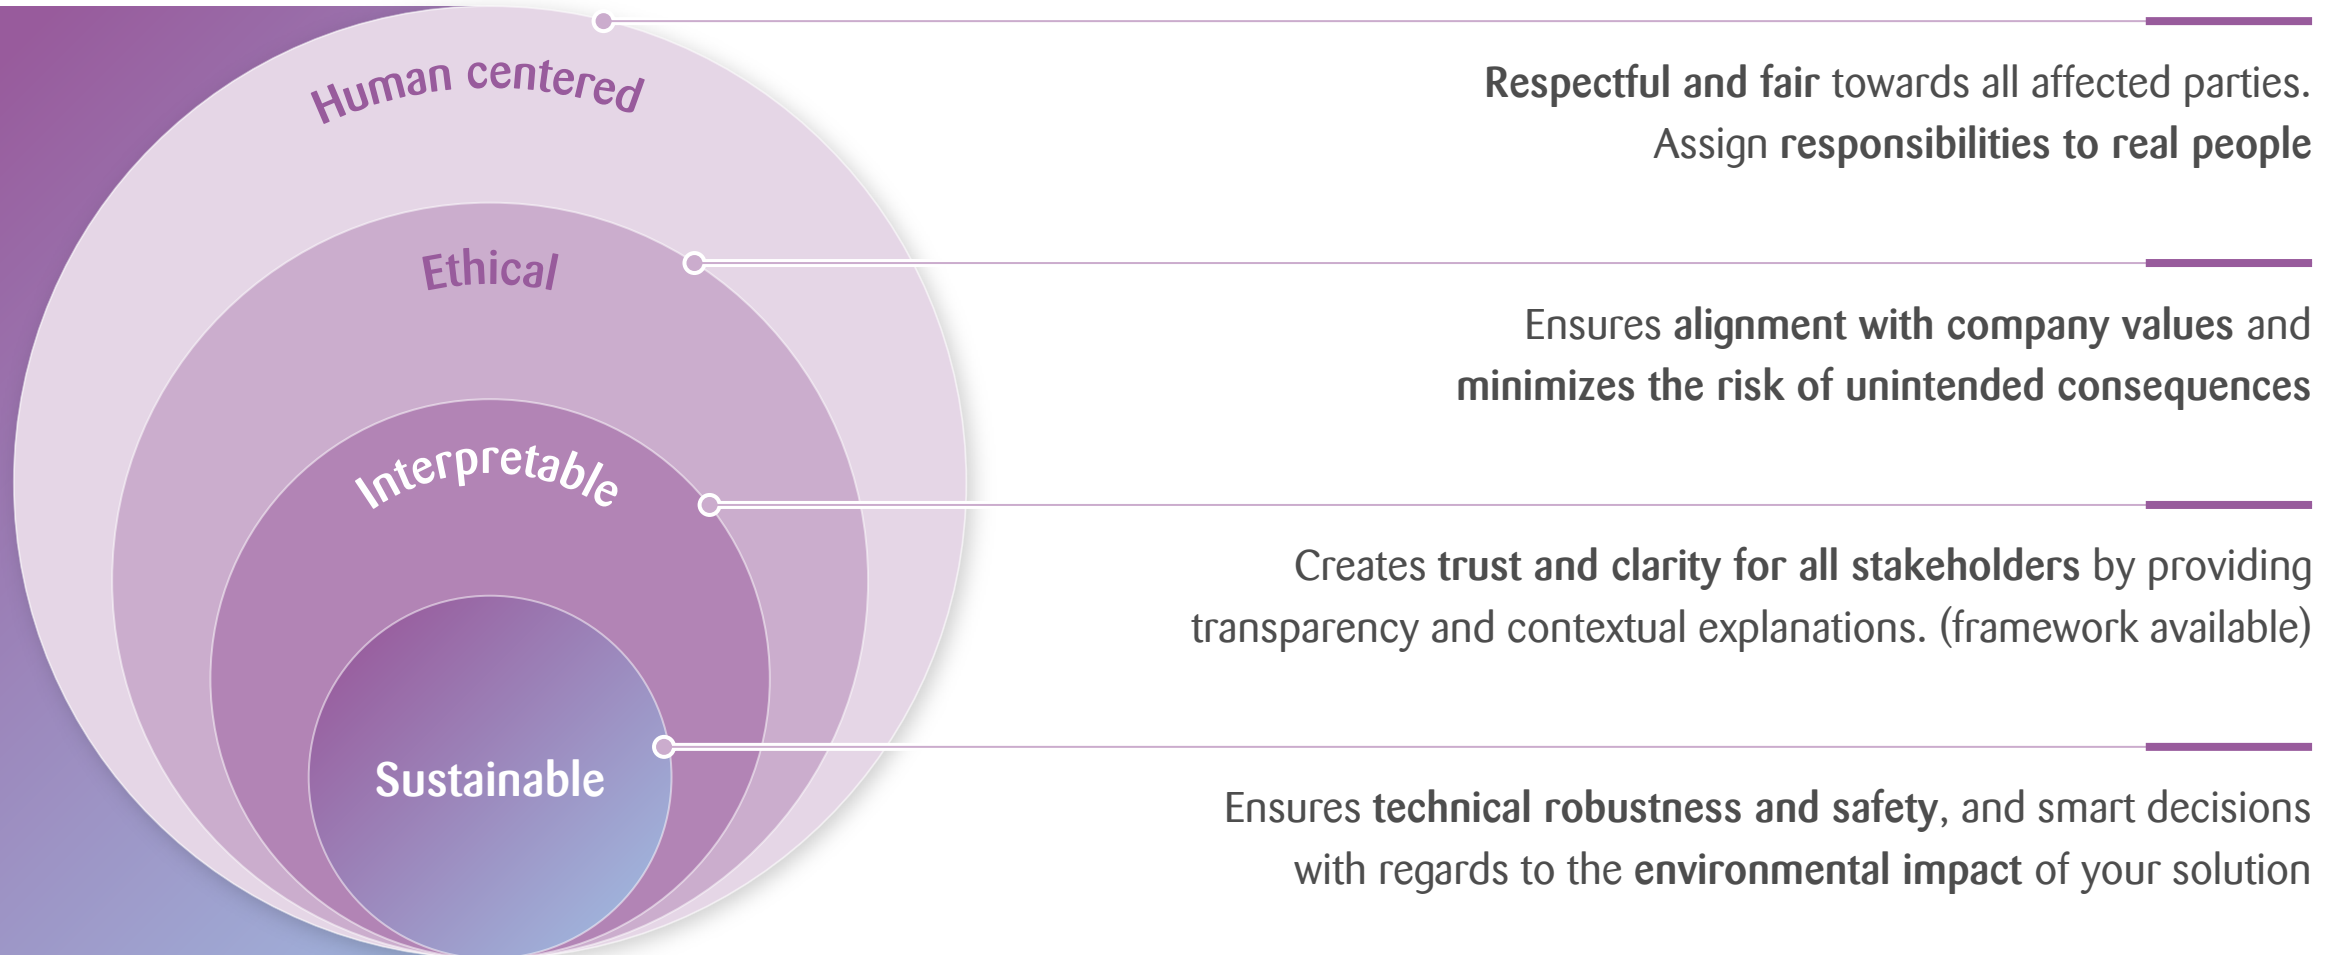 Human centered
Respectful and fair towards all affected parties.
Assign responsibilities to real people
Ethical
Ensures alignment with company values and
minimizes the risk of unintended consequences
Interpretable
Creates trust and clarity for all stakeholders by providing
transparency and contextual explanations. (framework available)
Sustainable
Ensures technical robustness and safety, and smart decisions
with regards to the environmental impact of your solution